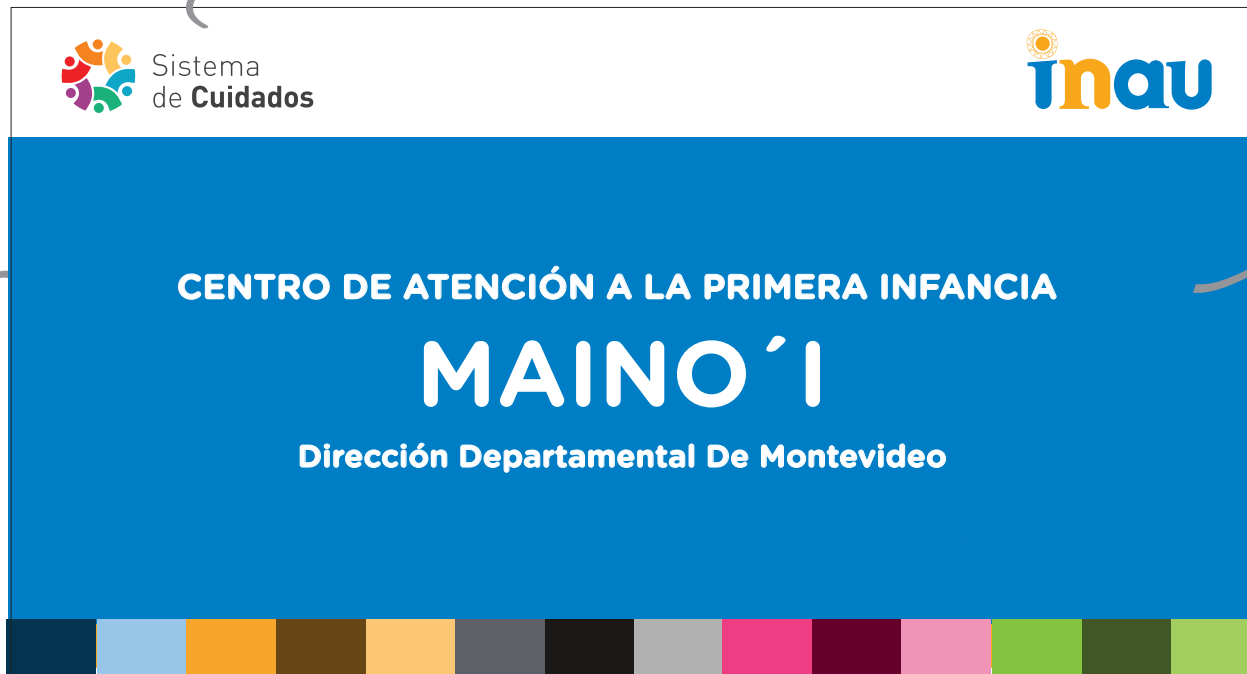 Sistema
de Cuidados
inau
CENTRO DE ATENCIÓN A LA PRIMERA INFANCIA
MAINO´I
Dirección Departamental De Montevideo